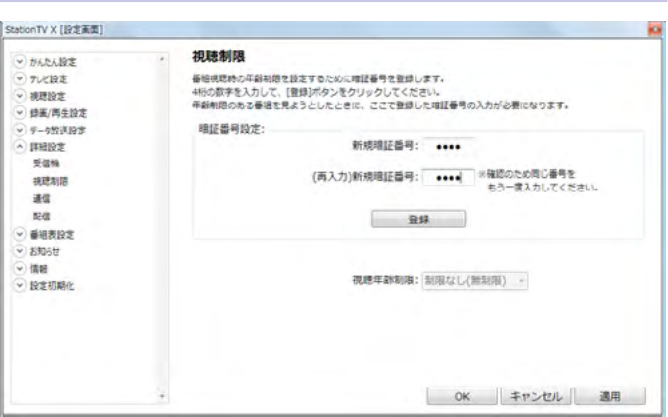 StationTV X [設定画面]
かんたん設定
テレビ設定
視聴設定
録画/再生設定
データ放送設定
詳細設定
受信機
視聴制限
通信
配信
番組表設定
お知らせ
情報
設定初期化
視聴制限
番組視聴時の年齢制限を設定するために暗証番号を登録します。
4桁の数字を入力して、[登録]ボタンをクリックしてください。
年齢制限のある番組を見ようとしたときに、ここで登録した暗証番号の入力が必要になります。
暗証番号設定:
新規暗証番号: ••••
(再入力)新規暗証番号: •••• ※確認のため同じ番号を
もう一度入力してください。
登録
視聴年齢制限: 制限なし(無制限)
OK キャンセル 適用